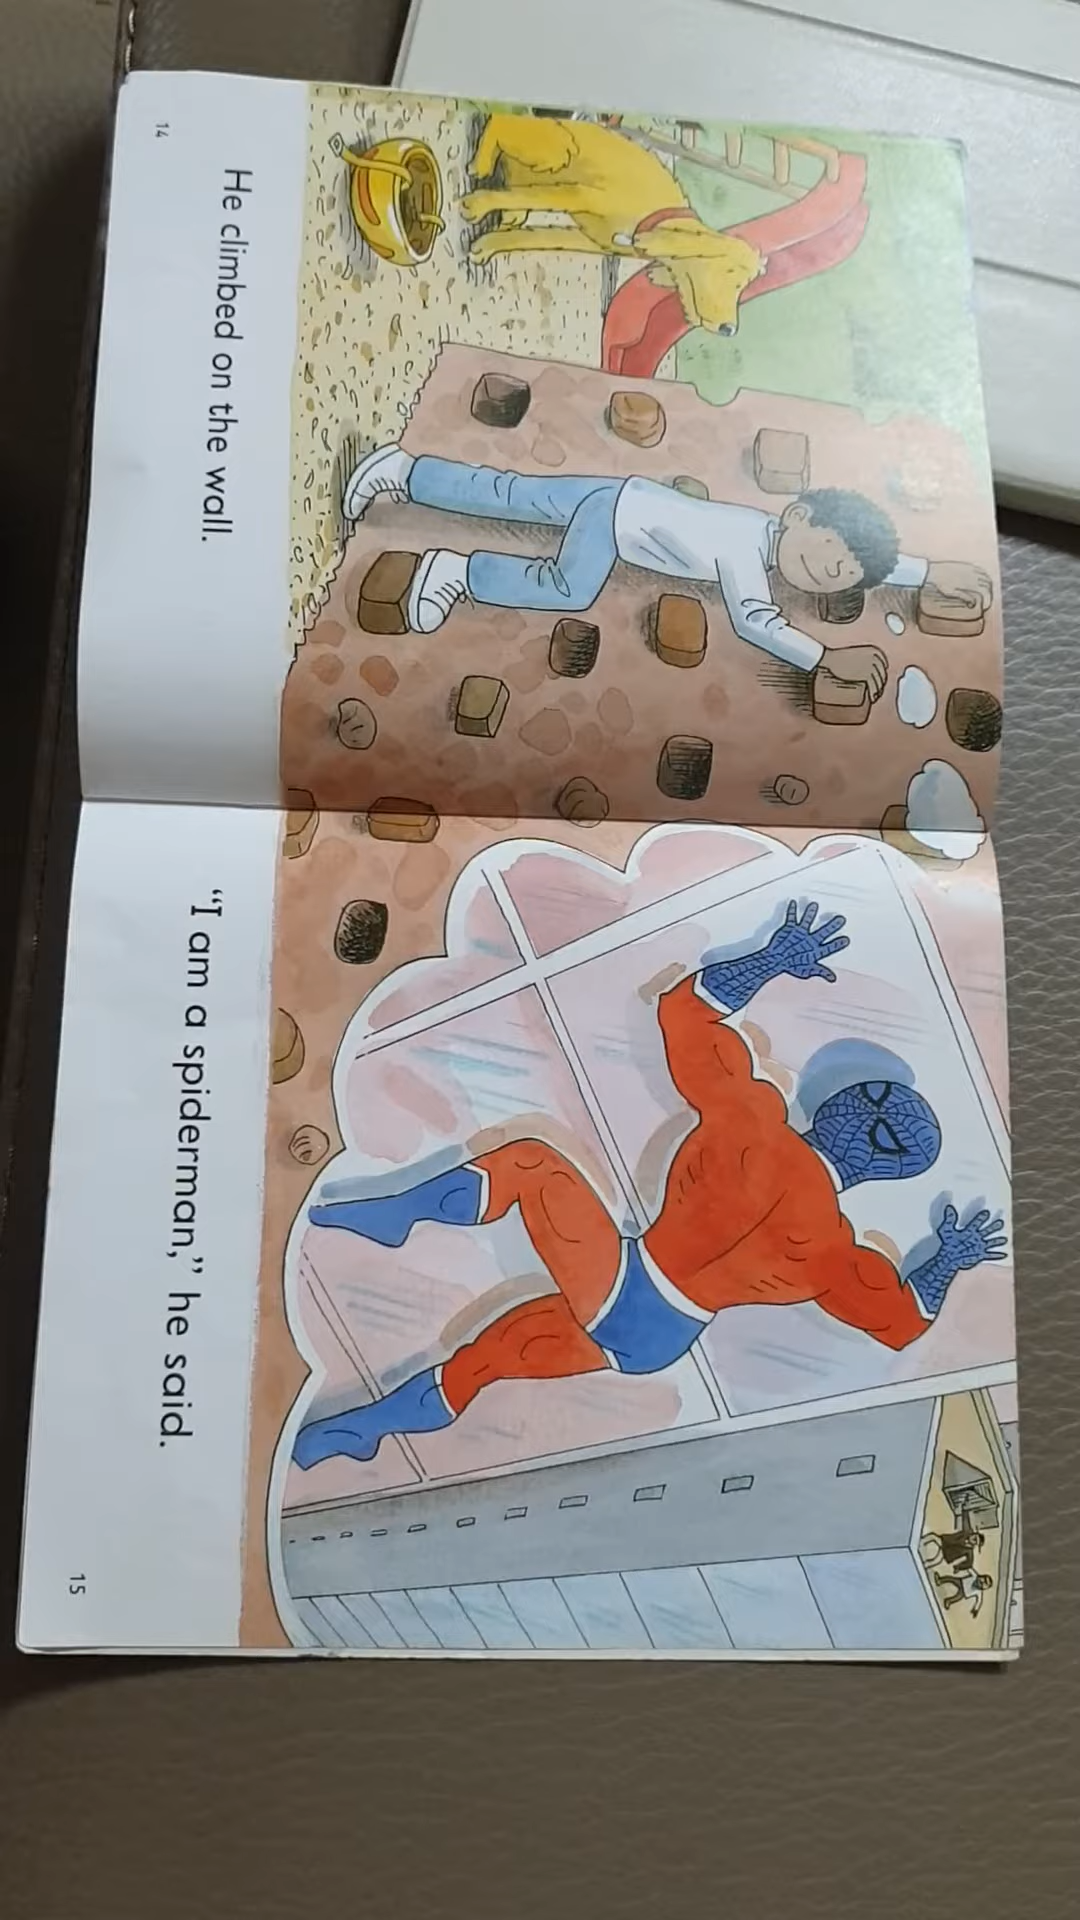 He climbed on the wall.
14
“I am a spiderman,” he said.
15